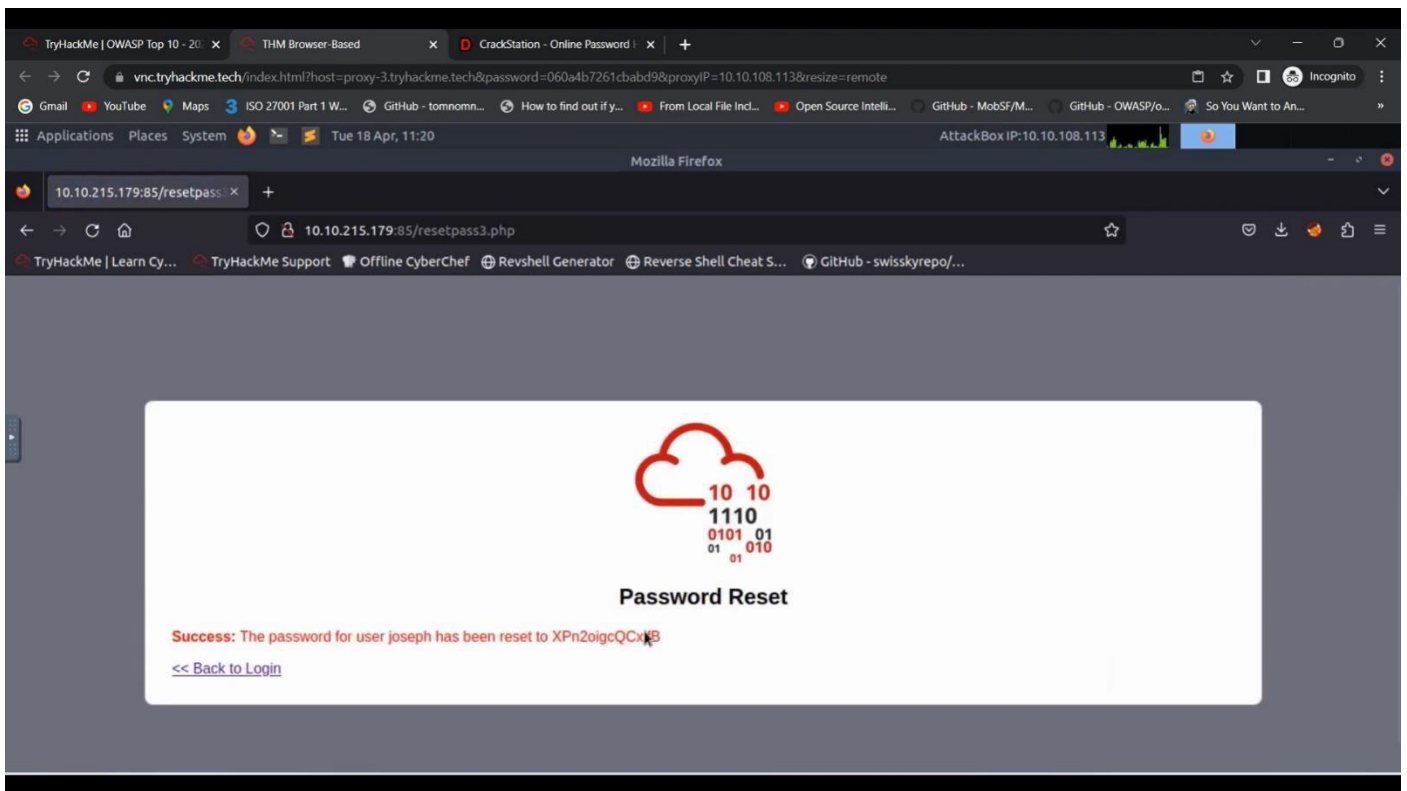 TryHackMe | OWASP Top 10 - 20
THM Browser-Based
CrackStation - Online Password H
vnc.tryhackme.tech/index.html?host=proxy-3.tryhackme.tech&password=060a4b7261cbabd9&proxyIP=10.10.108.113&resize=remote
Incognito
Gmail YouTube Maps ISO 27001 Part 1 W... GitHub - tomnomn... How to find out if y... From Local File Incl... Open Source Intelli... GitHub - MobSF/M... GitHub - OWASP/o... So You Want to An... »
Applications Places System Tue 18 Apr, 11:20 AttackBox IP:10.10.108.113
Mozilla Firefox
10.10.215.179:85/resetpass3
10.10.215.179:85/resetpass3.php
TryHackMe | Learn Cy... TryHackMe Support Offline CyberChef Revshell Generator Reverse Shell Cheat S... GitHub - swisskyrepo/...
10 10
1110
0101 01
01 010
01
Password Reset
Success: The password for user joseph has been reset to
<< Back to Login